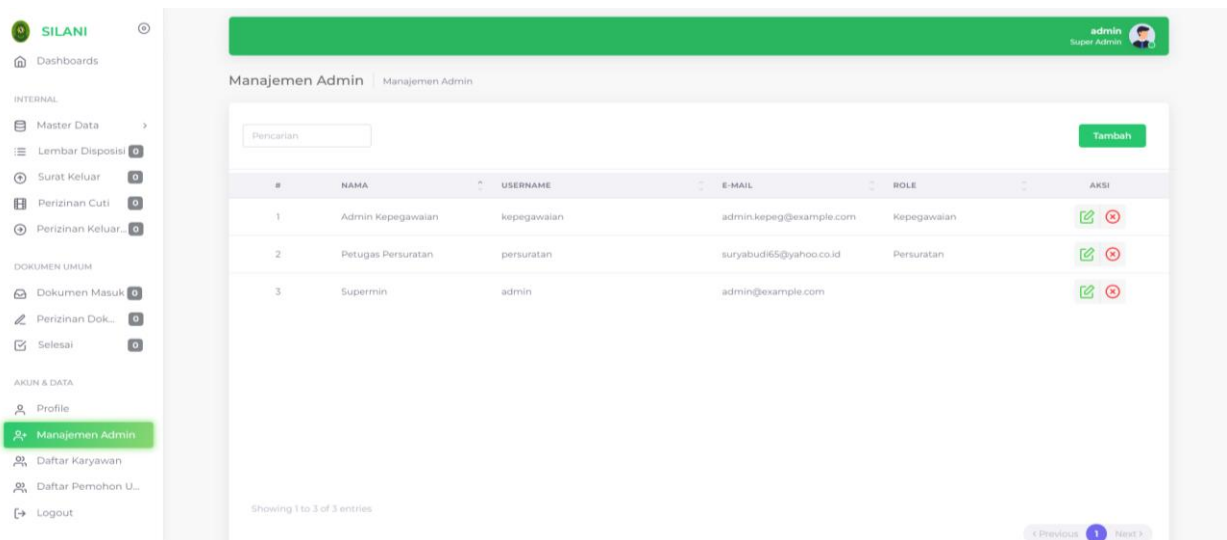 SILANI
Dashboards
INTERNAL
Master Data
Lembar Disposisi 0
Surat Keluar 0
Perizinan Cuti 0
Perizinan Keluar... 0
DOKUMEN UMUM
Dokumen Masuk 0
Perizinan Dok... 0
Selesai 0
AKUN & DATA
Profile
Manajemen Admin
Daftar Karyawan
Daftar Pemohon U...
Logout
admin
Super Admin
Manajemen Admin Manajemen Admin
Pencarian Tambah
# NAMA USERNAME E-MAIL ROLE AKSI
1 Admin Kepegawaian kepegawaian admin.kepeg@example.com Kepegawaian
2 Petugas Persuratan persuratan suryabudi65@yahoo.co.id Persuratan
3 Supermin admin admin@example.com
Showing 1 to 3 of 3 entries
Previous 1 Next